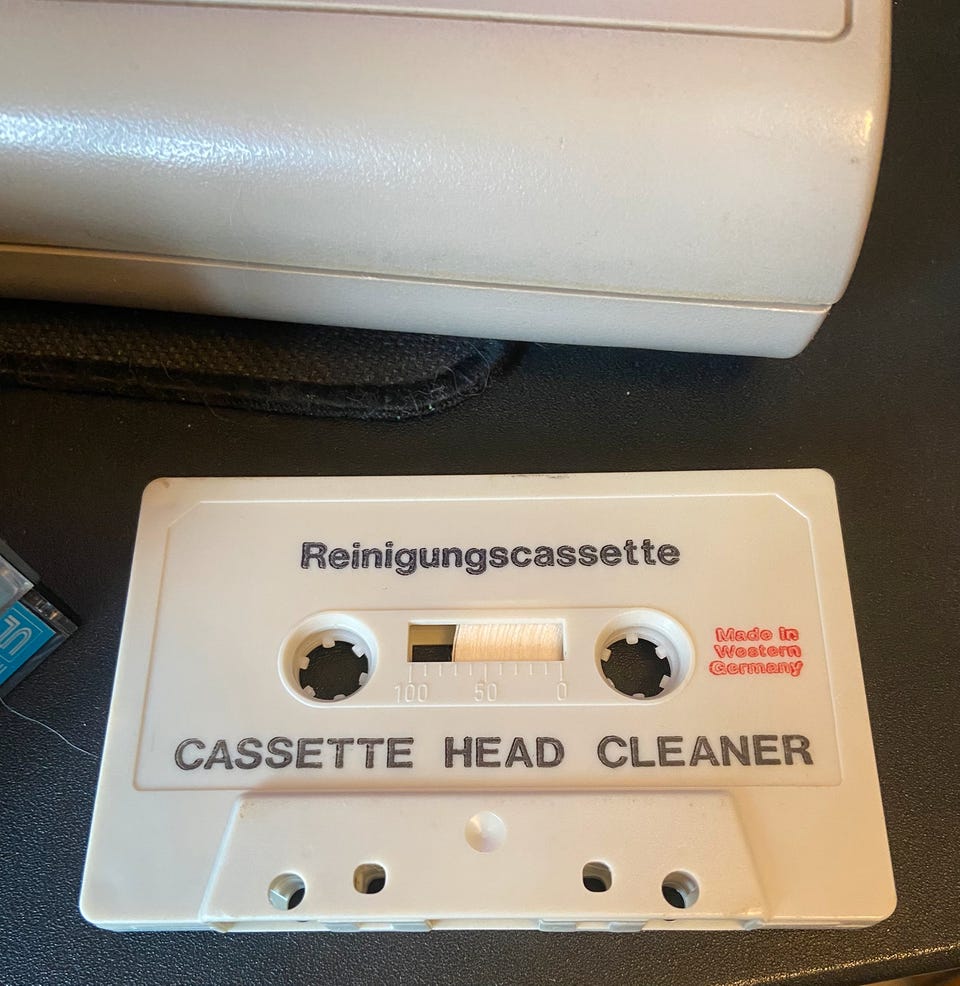 Reinigungscassette
Made in
Western
Germany
100 50 0
CASSETTE HEAD CLEANER